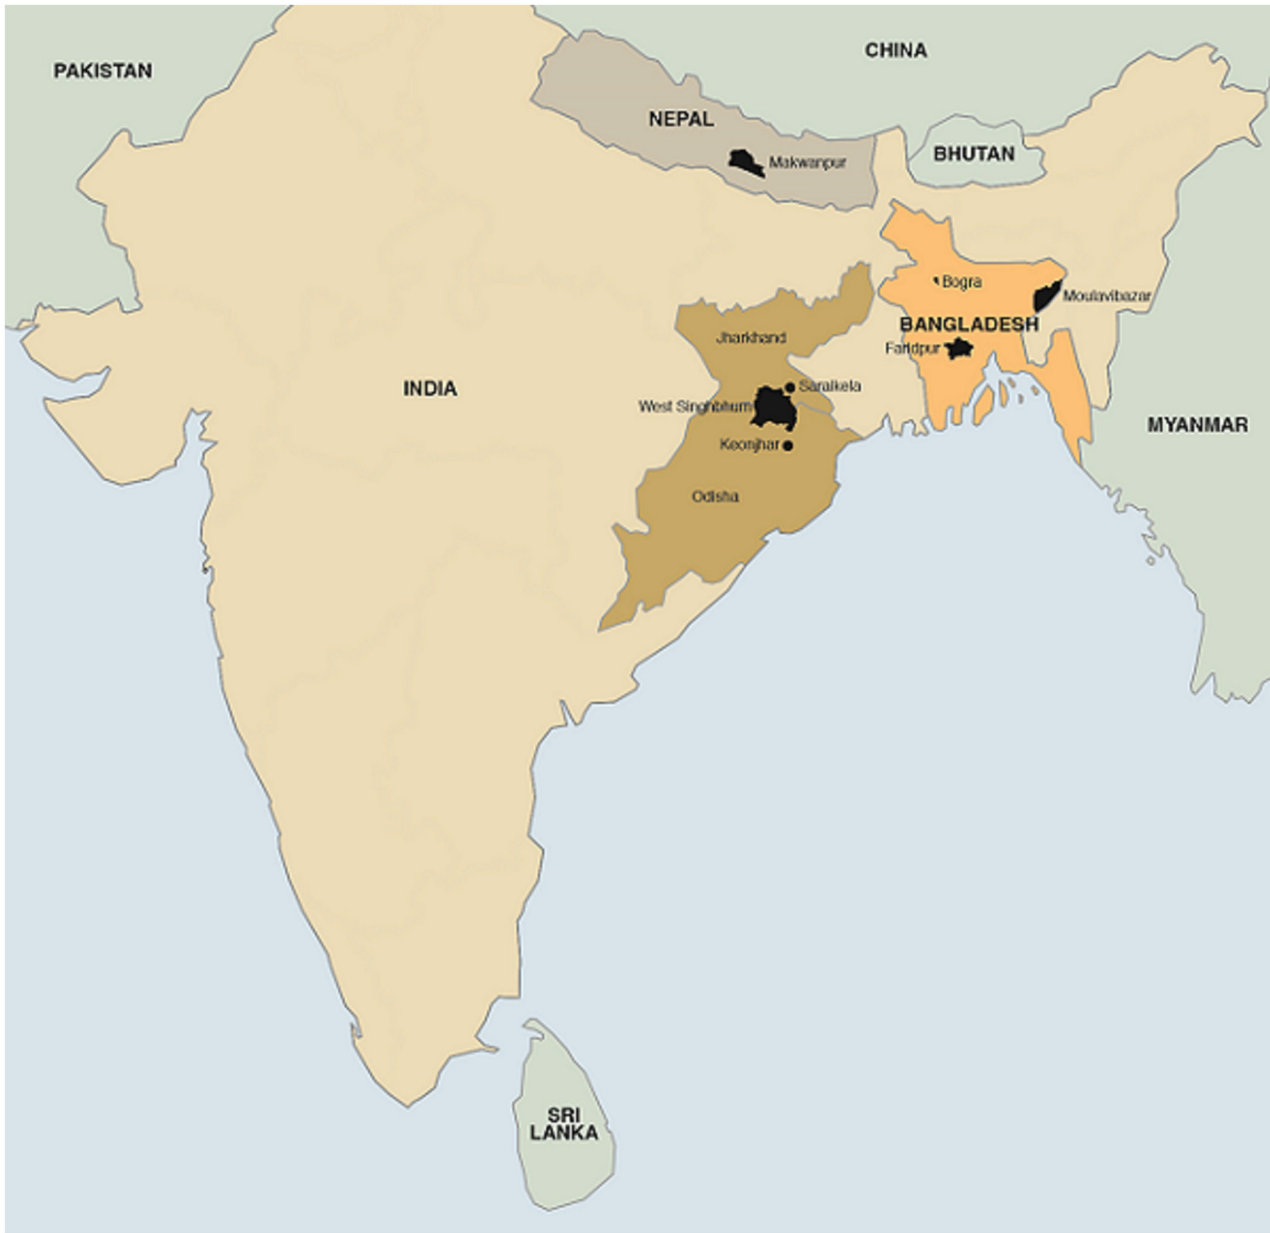 CHINA
PAKISTAN
NEPAL
BHUTAN
Makwanpur
Bogra
Moulavibazar
BANGLADESH
Jharkhand
Faridpur
INDIA
Saraikela
West Singhbhum
MYANMAR
Keonjhar
Odisha
SRI
LANKA